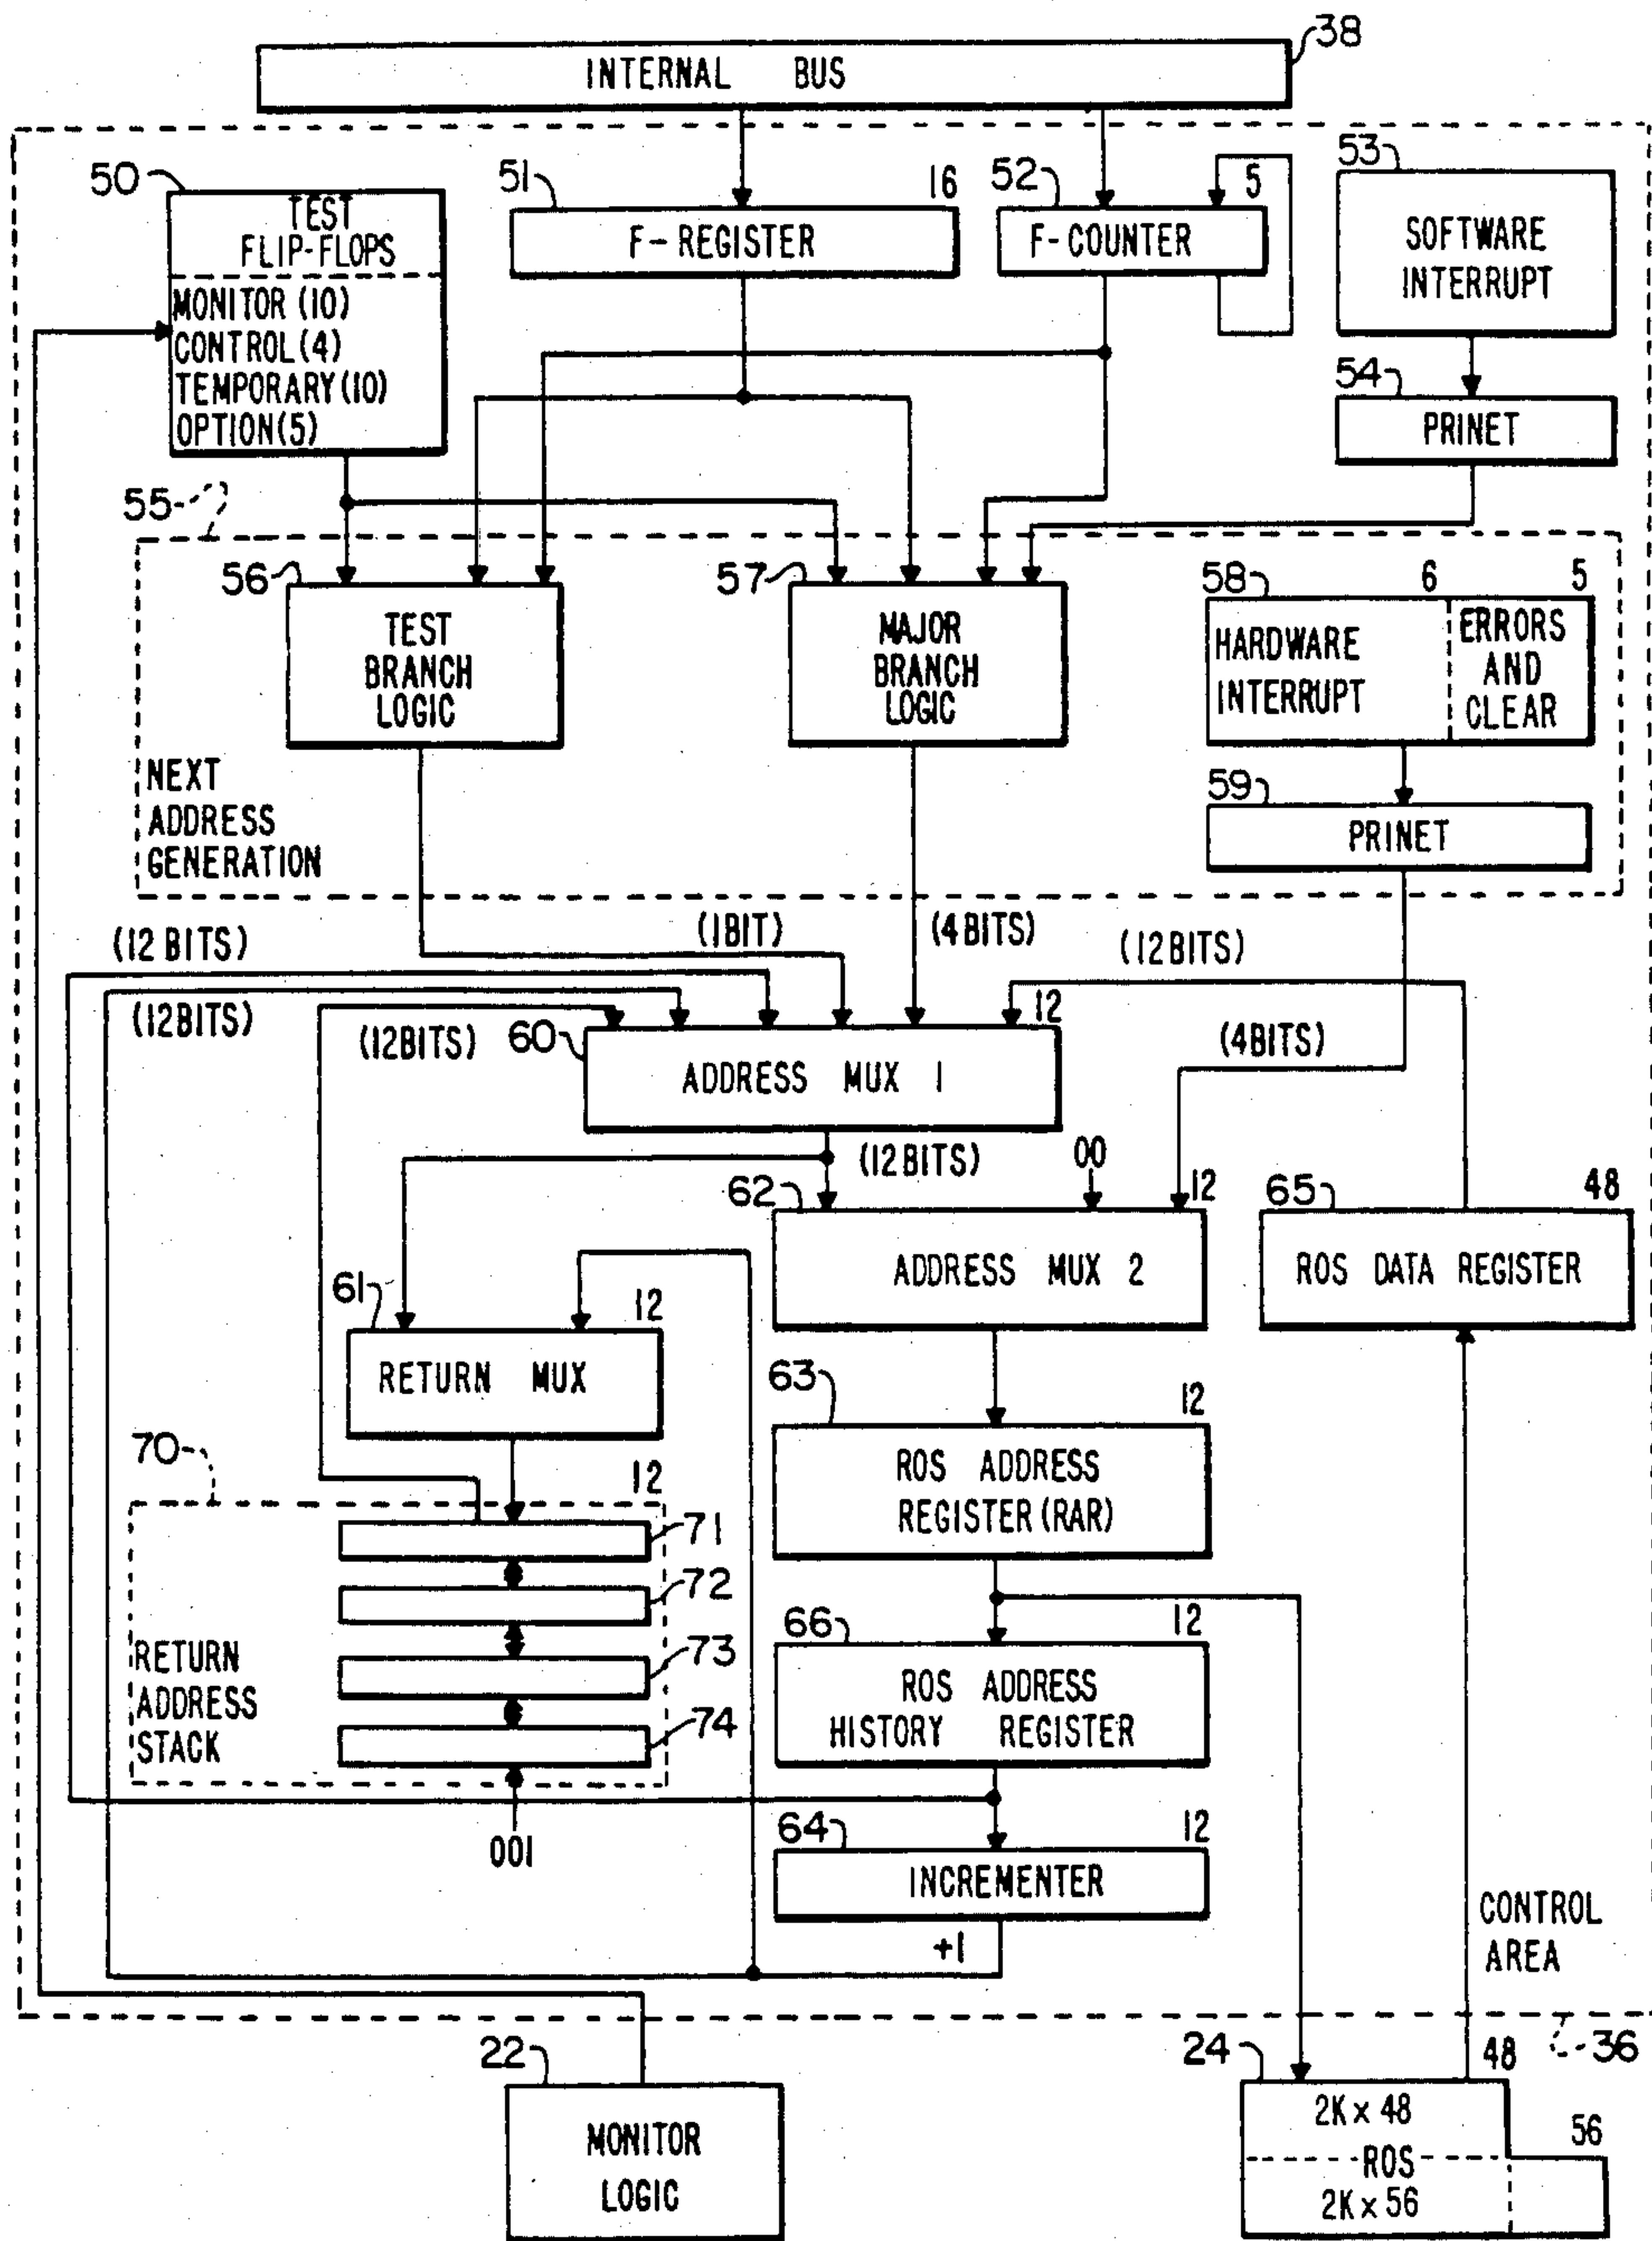 38
INTERNAL BUS
50
TEST
FLIP-FLOPS
MONITOR (10)
CONTROL (4)
TEMPORARY (10)
OPTION (5)
51
16
F-REGISTER
52
5
F-COUNTER
53
SOFTWARE
INTERRUPT
54
PRINET
55
56
TEST
BRANCH
LOGIC
57
MAJOR
BRANCH
LOGIC
58
6
5
HARDWARE
INTERRUPT
ERRORS
AND
CLEAR
59
PRINET
NEXT
ADDRESS
GENERATION
(12 BITS)
(1BIT)
(4BITS)
(12BITS)
(12BITS)
(12BITS)
60
12
ADDRESS MUX 1
(4BITS)
(12BITS)
00
62
12
ADDRESS MUX 2
65
48
ROS DATA REGISTER
61
12
RETURN MUX
63
12
ROS ADDRESS
REGISTER (RAR)
70
12
71
72
73
74
RETURN
ADDRESS
STACK
001
66
12
ROS ADDRESS
HISTORY REGISTER
64
12
INCREMENTER
+1
CONTROL
AREA
36
22
MONITOR
LOGIC
24
48
2K x 48
56
ROS
2K x 56